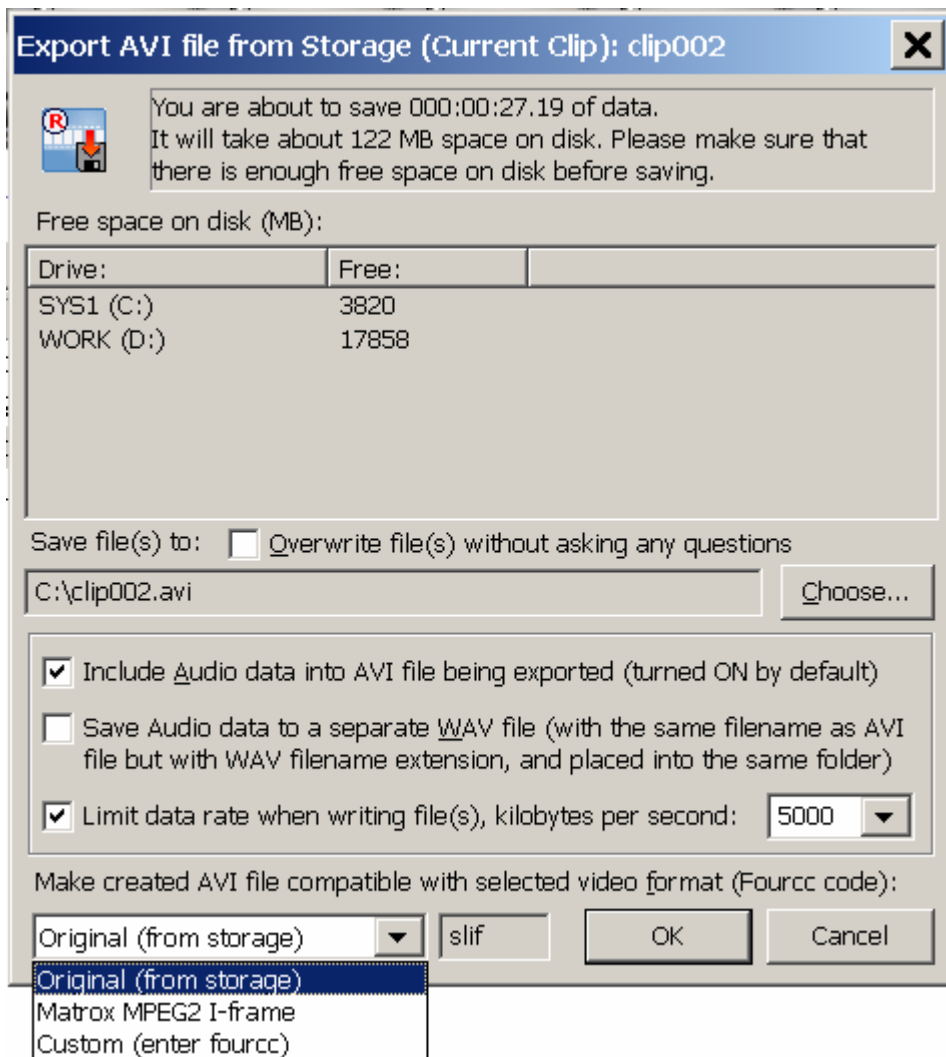 Export AVI file from Storage (Current Clip): clip002
R
You are about to save 000:00:27.19 of data.
It will take about 122 MB space on disk. Please make sure that
there is enough free space on disk before saving.
Free space on disk (MB):
Drive: Free:
SYS1 (C:) 3820
WORK (D:) 17858
Save file(s) to: Overwrite file(s) without asking any questions
C:\clip002.avi Choose...
Include Audio data into AVI file being exported (turned ON by default)
Save Audio data to a separate WAV file (with the same filename as AVI
file but with WAV filename extension, and placed into the same folder)
Limit data rate when writing file(s), kilobytes per second: 5000
Make created AVI file compatible with selected video format (Fourcc code):
Original (from storage) slif OK Cancel
Original (from storage)
Matrox MPEG2 I-frame
Custom (enter fourcc)